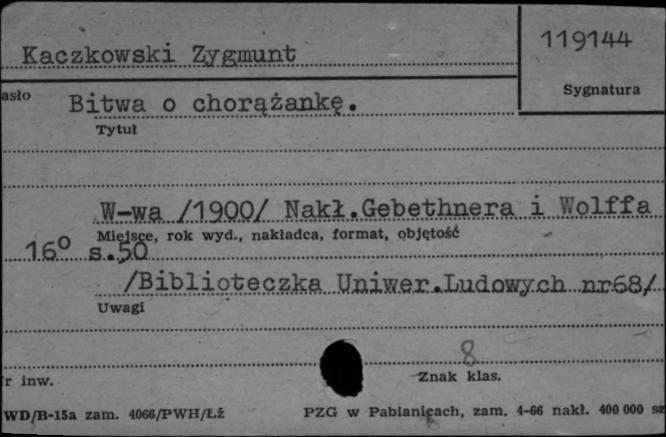 119144
Kaczkowski Zygmunt
asło
Sygnatura
Bitwa o chorążankę.
Tytuł
W-wa /1900/ Nakł.Gebethnera i Wolffa
Miejsce, rok wyd., nakładca, format, objętość
16° s.50
/Biblioteczka Uniwer.Ludowych nr68/
Uwagi
8
r inw.
Znak klas.
WD/B-15a zam. 4066/PWH/Łż PZG w Pabianicach, zam. 4-66 nakł. 400 000 sz